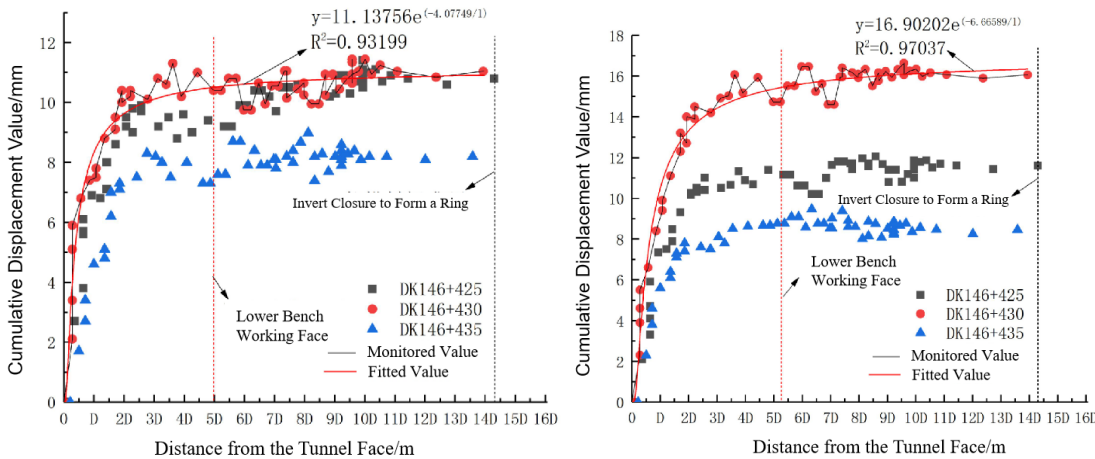 y=11.13756e(-4.07749/1)
R²=0.93199
12
10
8
6
4
2
0
Cumulative Displacement Value/mm
Invert Closure to Form a Ring
Lower Bench
Working Face
DK146+425
DK146+430
DK146+435
Monitored Value
Fitted Value
0 D 2D 3D 4D 5D 6D 7D 8D 9D 10D 11D 12D 13D 14D 15D 16D
Distance from the Tunnel Face/m
y=16.90202e(-6.66589/1)
R²=0.97037
18
16
14
12
10
8
6
4
2
0
Cumulative Displacement Value/mm
Invert Closure to Form a Ring
Lower Bench
Working Face
DK146+425
DK146+430
DK146+435
Monitored Value
Fitted Value
0 D 2D 3D 4D 5D 6D 7D 8D 9D 10D 11D 12D 13D 14D 15D 16D
Distance from the Tunnel Face/m